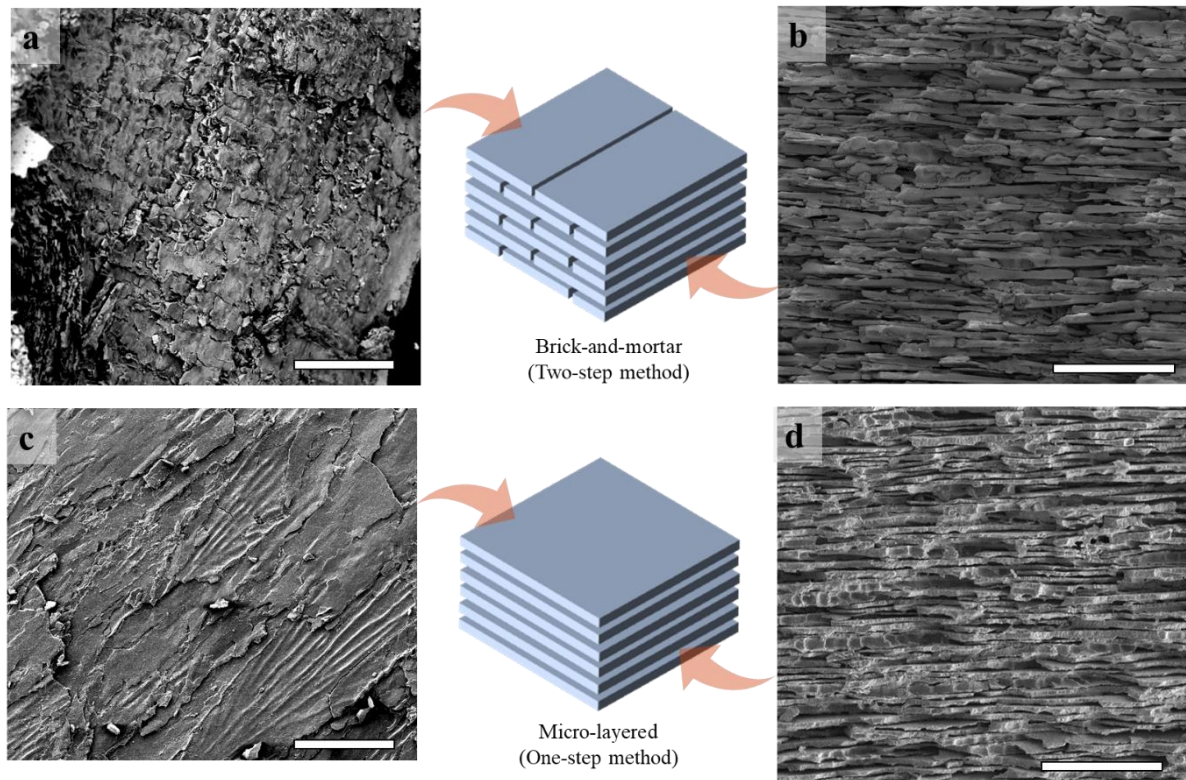 a
b
Brick-and-mortar
(Two-step method)
c
d
Micro-layered
(One-step method)